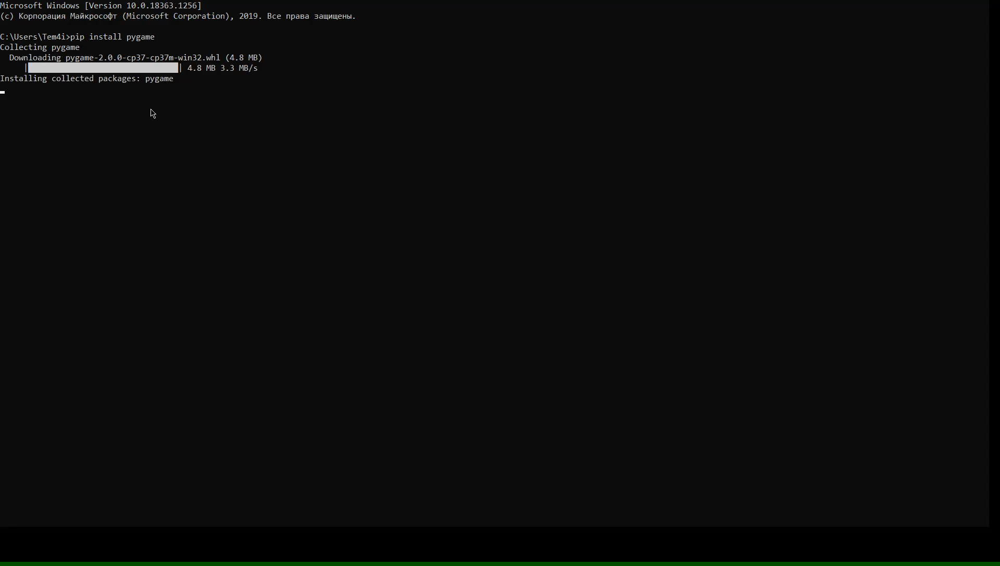 Microsoft Windows [Version 10.0.18363.1256]
(c) Корпорация Майкрософт (Microsoft Corporation), 2019. Все права защищены.
C:\Users\Tem4i>pip install pygame
Collecting pygame
Downloading pygame-2.0.0-cp37-cp37m-win32.whl (4.8 MB)
|████████████████████████████████| 4.8 MB 3.3 MB/s
Installing collected packages: pygame